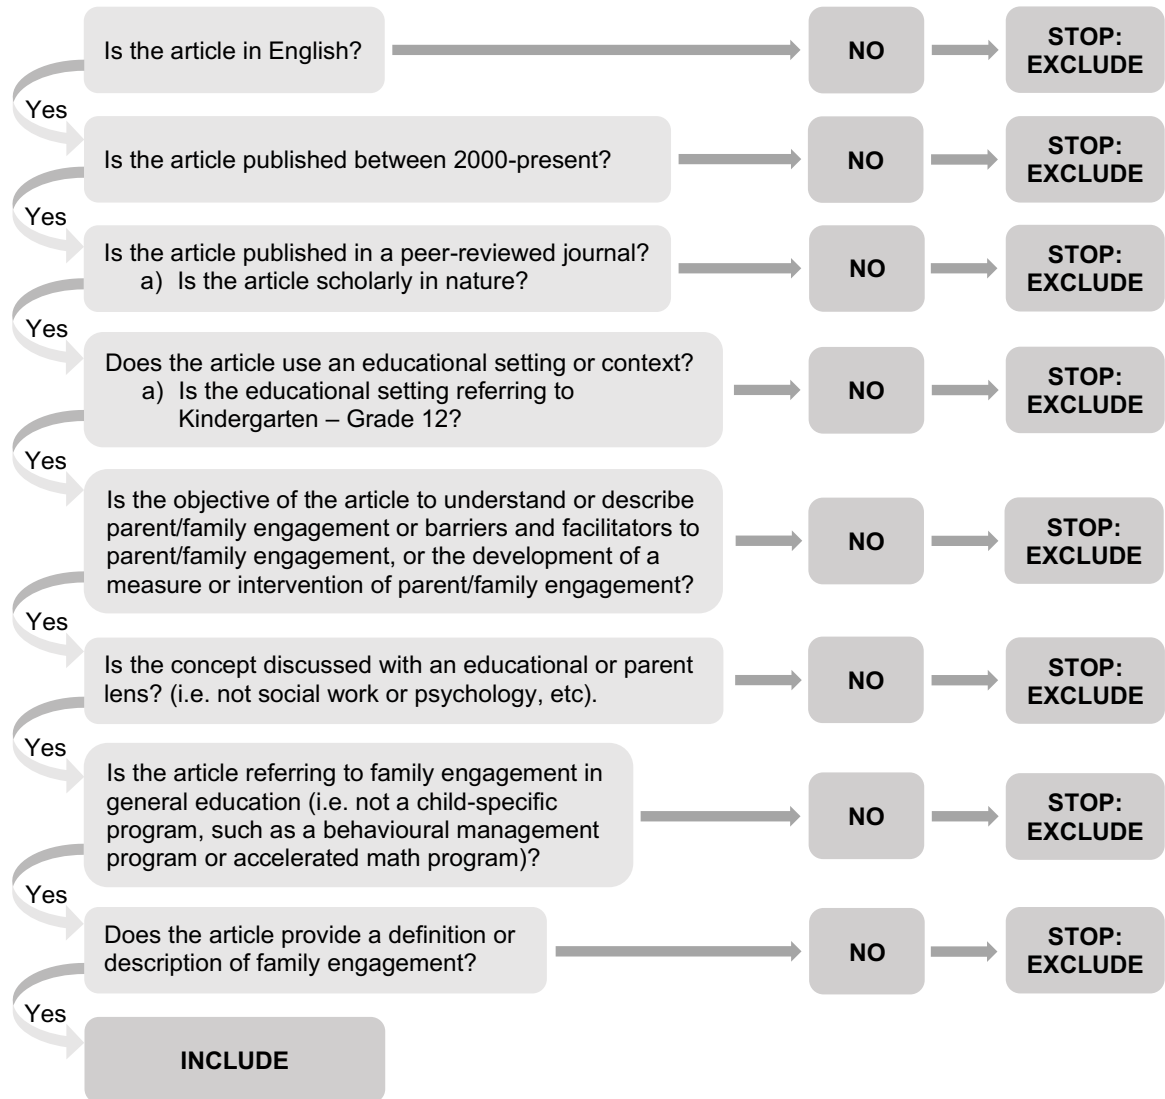 Is the article in English?
NO
STOP:
EXCLUDE
Yes
Is the article published between 2000-present?
NO
STOP:
EXCLUDE
Yes
Is the article published in a peer-reviewed journal?
a) Is the article scholarly in nature?
NO
STOP:
EXCLUDE
Yes
Does the article use an educational setting or context?
a) Is the educational setting referring to
Kindergarten – Grade 12?
NO
STOP:
EXCLUDE
Yes
Is the objective of the article to understand or describe
parent/family engagement or barriers and facilitators to
parent/family engagement, or the development of a
measure or intervention of parent/family engagement?
NO
STOP:
EXCLUDE
Yes
Is the concept discussed with an educational or parent
lens? (i.e. not social work or psychology, etc).
NO
STOP:
EXCLUDE
Yes
Is the article referring to family engagement in
general education (i.e. not a child-specific
program, such as a behavioural management
program or accelerated math program)?
NO
STOP:
EXCLUDE
Yes
Does the article provide a definition or
description of family engagement?
NO
STOP:
EXCLUDE
Yes
INCLUDE